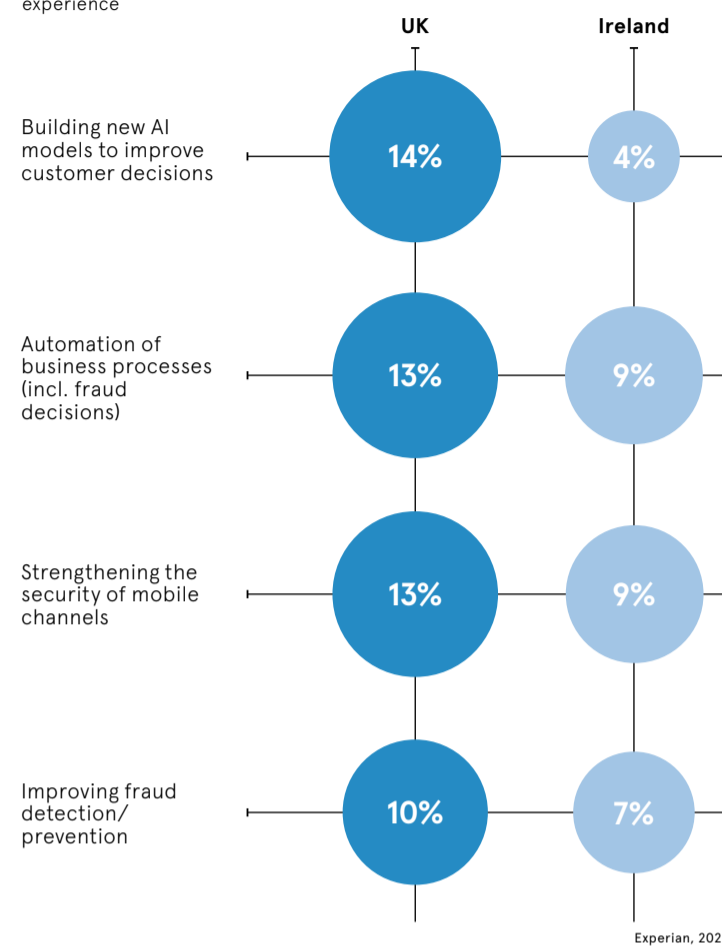 experience
UK
Ireland
Building new AI
models to improve
customer decisions
14%
4%
Automation of
business processes
(incl. fraud
decisions)
13%
9%
Strengthening the
security of mobile
channels
13%
9%
Improving fraud
detection/
prevention
10%
7%
Experian, 202